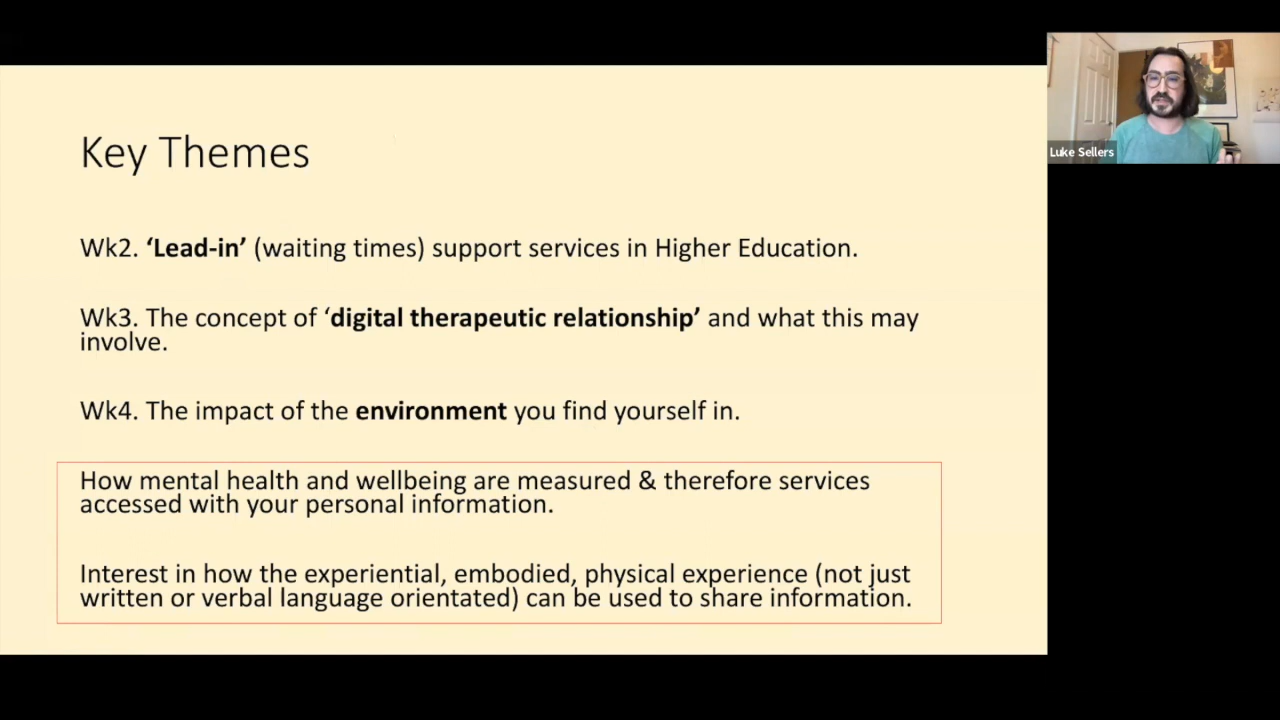 Key Themes
Wk2. ‘Lead-in’ (waiting times) support services in Higher Education.
Wk3. The concept of ‘digital therapeutic relationship’ and what this may
involve.
Wk4. The impact of the environment you find yourself in.
How mental health and wellbeing are measured & therefore services
accessed with your personal information.
Interest in how the experiential, embodied, physical experience (not just
written or verbal language orientated) can be used to share information.
Luke Sellers